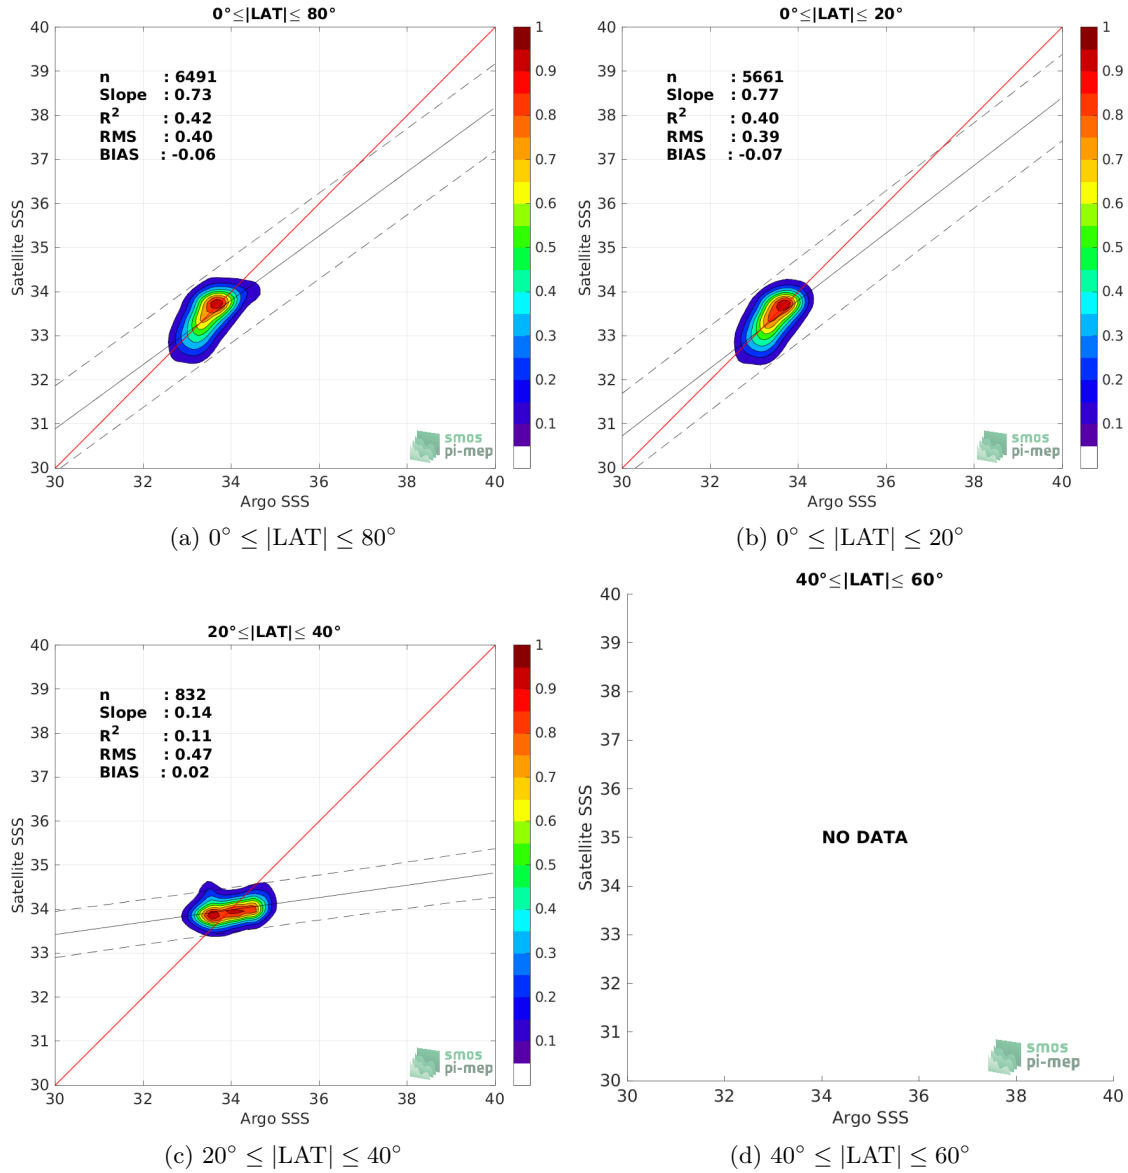 0°≤|LAT|≤ 80°
40
39
38
37
36
35
34
33
32
31
30
Satellite SSS
n : 6491
Slope : 0.73
R² : 0.42
RMS : 0.40
BIAS : -0.06
smos
pi-mep
30 32 34 36 38 40
Argo SSS
1
0.9
0.8
0.7
0.6
0.5
0.4
0.3
0.2
0.1
(a) 0° ≤ |LAT| ≤ 80°
0°≤|LAT|≤ 20°
40
39
38
37
36
35
34
33
32
31
30
Satellite SSS
n : 5661
Slope : 0.77
R² : 0.40
RMS : 0.39
BIAS : -0.07
smos
pi-mep
30 32 34 36 38 40
Argo SSS
1
0.9
0.8
0.7
0.6
0.5
0.4
0.3
0.2
0.1
(b) 0° ≤ |LAT| ≤ 20°
20°≤|LAT|≤ 40°
40
39
38
37
36
35
34
33
32
31
30
Satellite SSS
n : 832
Slope : 0.14
R² : 0.11
RMS : 0.47
BIAS : 0.02
smos
pi-mep
30 32 34 36 38 40
Argo SSS
1
0.9
0.8
0.7
0.6
0.5
0.4
0.3
0.2
0.1
(c) 20° ≤ |LAT| ≤ 40°
40°≤|LAT|≤ 60°
40
39
38
37
36
35
34
33
32
31
30
Satellite SSS
NO DATA
smos
pi-mep
30 32 34 36 38 40
Argo SSS
(d) 40° ≤ |LAT| ≤ 60°